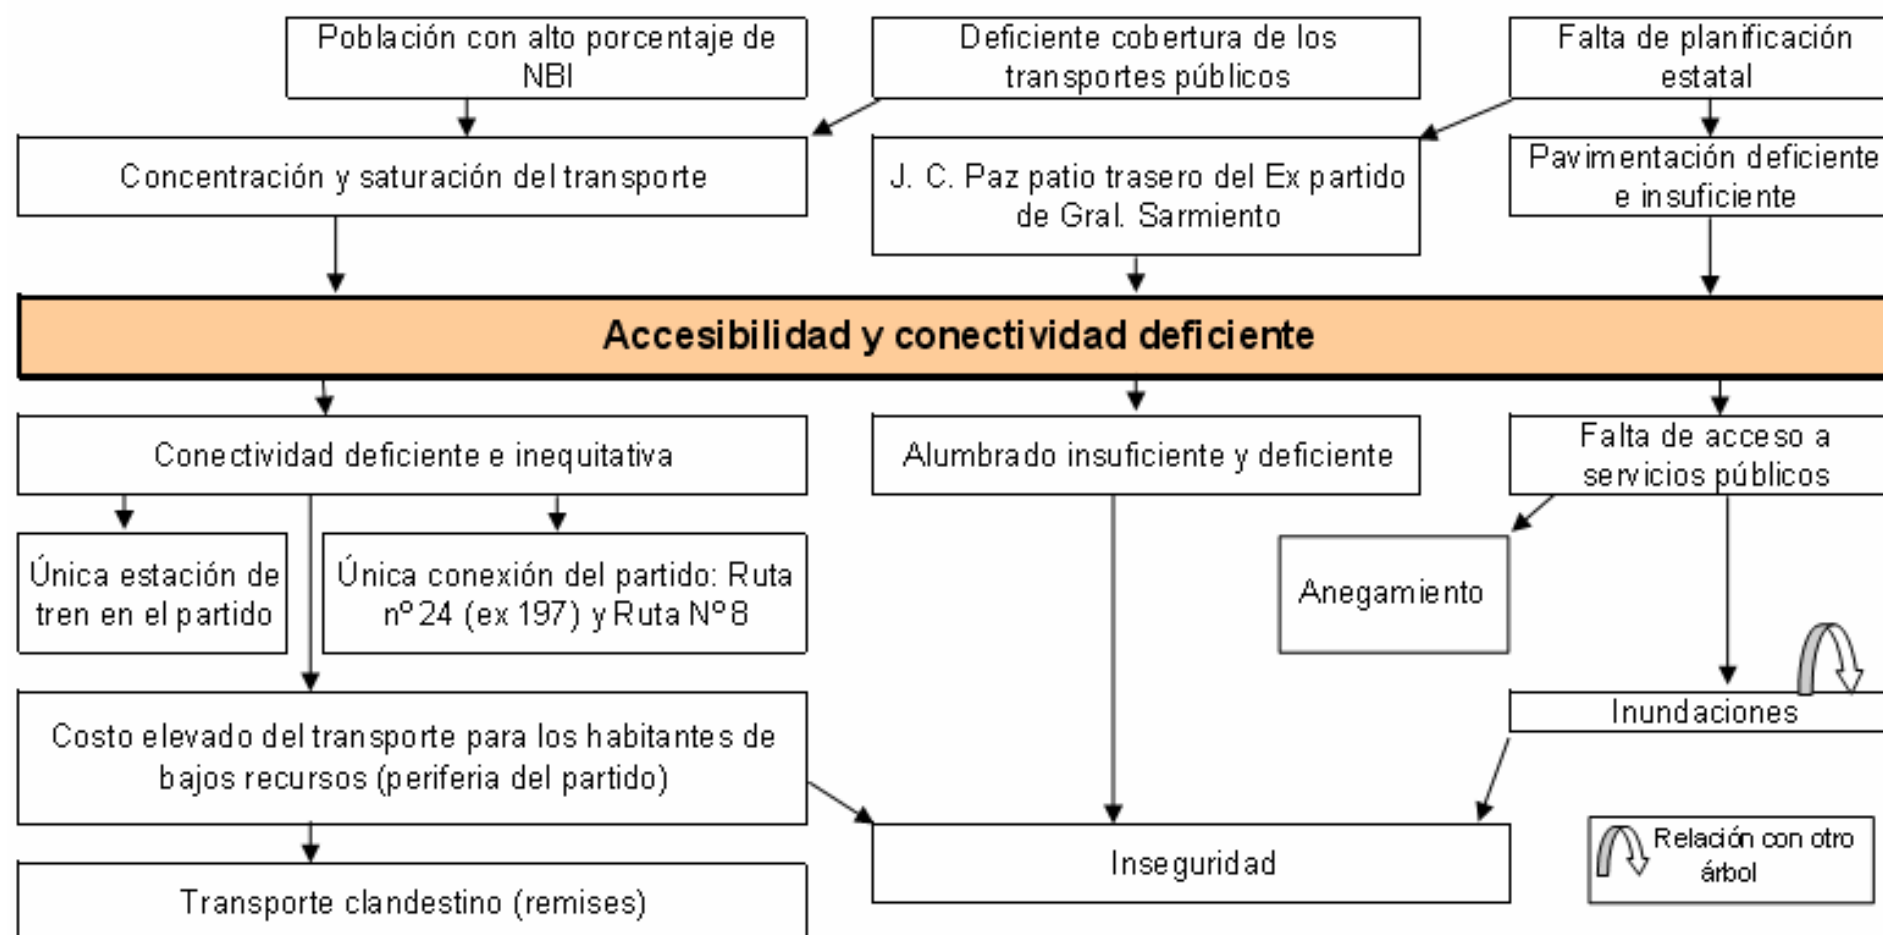 Población con alto porcentaje de
NBI
Deficiente cobertura de los
transportes públicos
Falta de planificación
estatal
Concentración y saturación del transporte
J. C. Paz patio trasero del Ex partido
de Gral. Sarmiento
Pavimentación deficiente
e insuficiente
Accesibilidad y conectividad deficiente
Conectividad deficiente e inequitativa
Alumbrado insuficiente y deficiente
Falta de acceso a
servicios públicos
Única estación de
tren en el partido
Única conexión del partido: Ruta
nº 24 (ex 197) y Ruta Nº 8
Anegamiento
Inundaciones
Costo elevado del transporte para los habitantes de
bajos recursos (periferia del partido)
Inseguridad
Relación con otro
árbol
Transporte clandestino (remises)